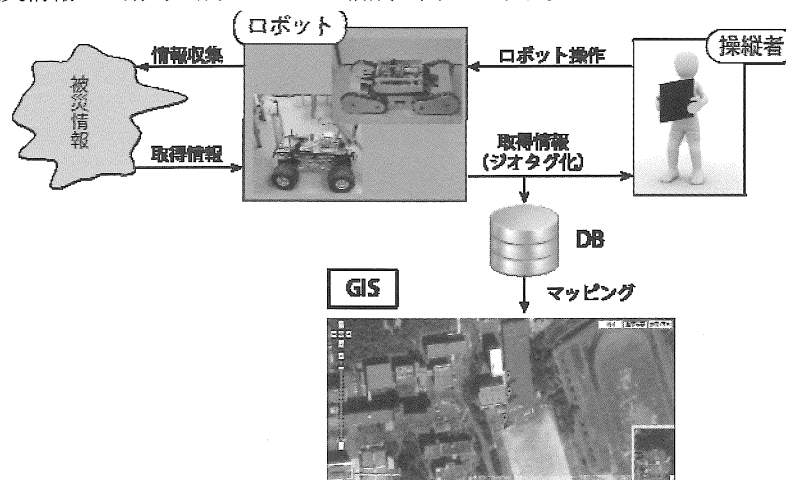 ロボット
操縦者
情報収集
ロボット操作
被災情報
取得情報
取得情報
(ジオタグ化)
DB
GIS
マッピング